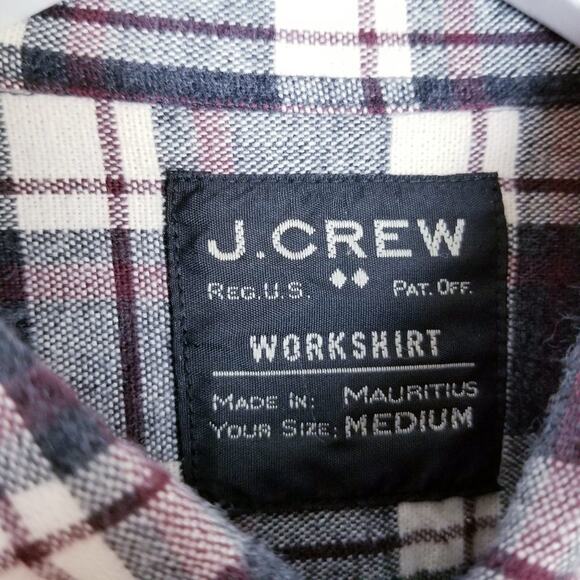 J.CREW
REG.U.S. ♦♦ PAT. OFF.
WORKSHIRT
MADE IN: MAURITIUS
YOUR SIZE: MEDIUM